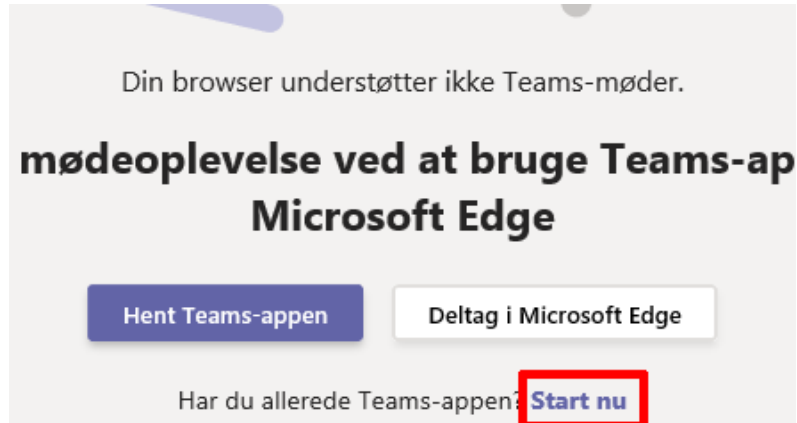 Din browser understøtter ikke Teams-møder.
mødeoplevelse ved at bruge Teams-ap
Microsoft Edge
Hent Teams-appen Deltag i Microsoft Edge
Har du allerede Teams-appen? Start nu